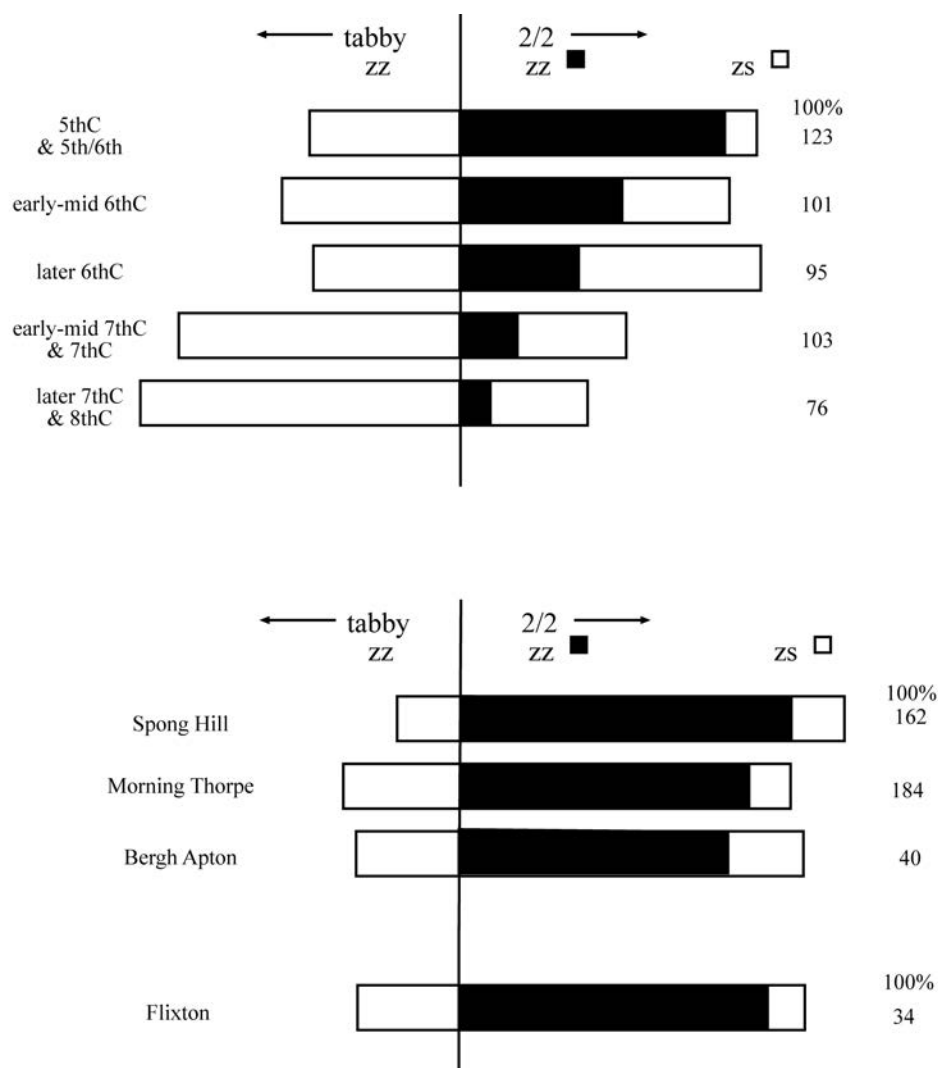 tabby 2/2
zz zz zs
100%
5thC
& 5th/6th
123
early-mid 6thC
101
later 6thC
95
early-mid 7thC
& 7thC
103
later 7thC
& 8thC
76
tabby 2/2
zz zz zs
100%
Spong Hill
162
Morning Thorpe
184
Bergh Apton
40
100%
Flixton
34